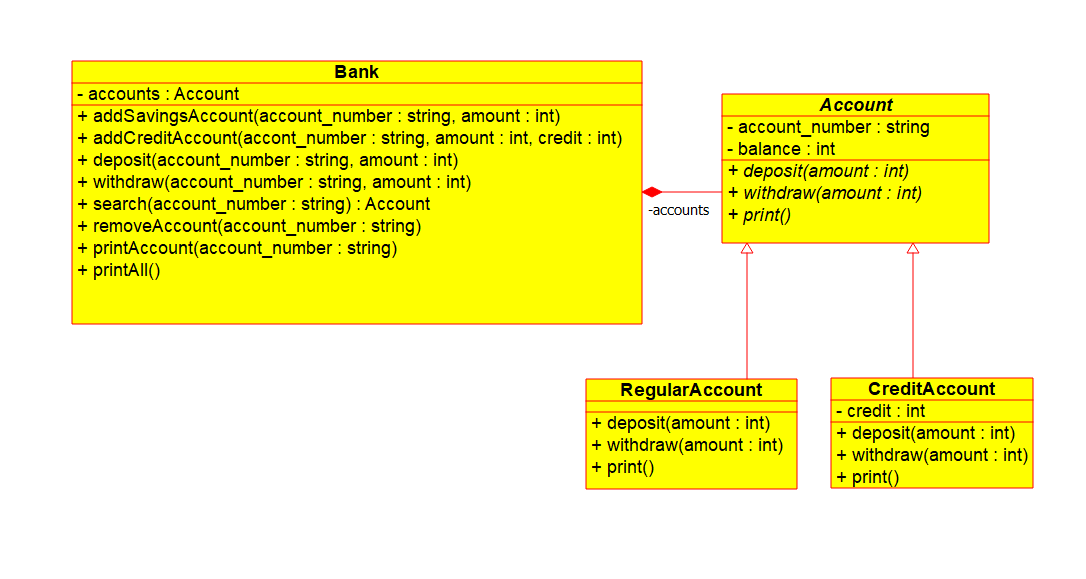 Bank
- accounts : Account
+ addSavingsAccount(account_number : string, amount : int)
+ addCreditAccount(accont_number : string, amount : int, credit : int)
+ deposit(account_number : string, amount : int)
+ withdraw(account_number : string, amount : int)
+ search(account_number : string) : Account
+ removeAccount(account_number : string)
+ printAccount(account_number : string)
+ printAll()
-accounts
Account
- account_number : string
- balance : int
+ deposit(amount : int)
+ withdraw(amount : int)
+ print()
RegularAccount
+ deposit(amount : int)
+ withdraw(amount : int)
+ print()
CreditAccount
- credit : int
+ deposit(amount : int)
+ withdraw(amount : int)
+ print()